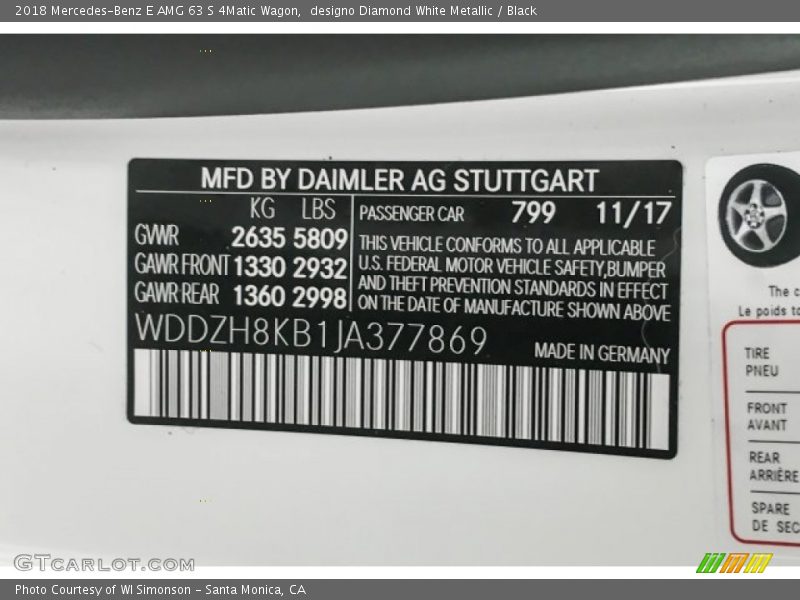 2018 Mercedes-Benz E AMG 63 S 4Matic Wagon,  designo Diamond White Metallic / Black
MFD BY DAIMLER AG STUTTGART
KG LBS
GWR 2635 5809
GAWR FRONT 1330 2932
GAWR REAR 1360 2998
PASSENGER CAR 799 11/17
THIS VEHICLE CONFORMS TO ALL APPLICABLE
U.S. FEDERAL MOTOR VEHICLE SAFETY,BUMPER
AND THEFT PREVENTION STANDARDS IN EFFECT
ON THE DATE OF MANUFACTURE SHOWN ABOVE
WDDZH8KB1JA377869
MADE IN GERMANY
The c
Le poids to
TIRE
PNEU
FRONT
AVANT
REAR
ARRIÈRE
SPARE
DE SEC
GTCARLOT.COM
Photo Courtesy of WI Simonson - Santa Monica, CA